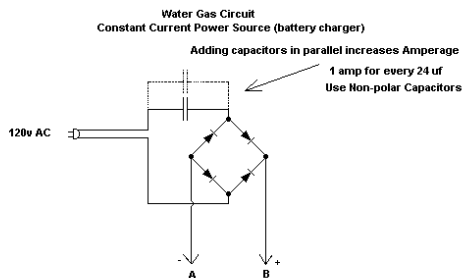 Water Gas Circuit
Constant Current Power Source (battery charger)
Adding capacitors in parallel increases Amperage
1 amp for every 24 uf
Use Non-polar Capacitors
120v AC
- +
A B